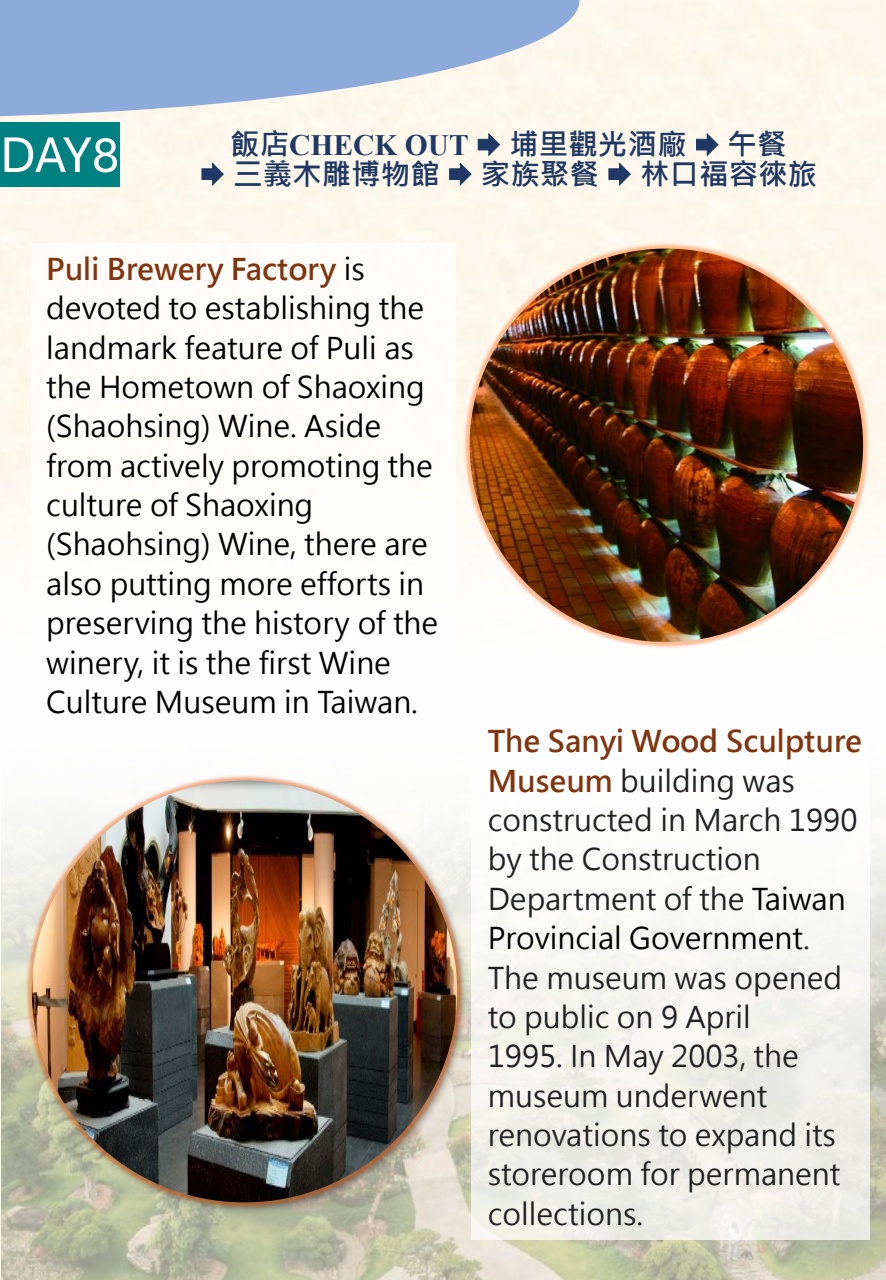 DAY8
飯店CHECK OUT ➡ 埔里觀光酒廠 ➡ 午餐
➡ 三義木雕博物館 ➡ 家族聚餐 ➡ 林口福容徠旅
Puli Brewery Factory is
devoted to establishing the
landmark feature of Puli as
the Hometown of Shaoxing
(Shaohsing) Wine. Aside
from actively promoting the
culture of Shaoxing
(Shaohsing) Wine, there are
also putting more efforts in
preserving the history of the
winery, it is the first Wine
Culture Museum in Taiwan.
The Sanyi Wood Sculpture
Museum building was
constructed in March 1990
by the Construction
Department of the Taiwan
Provincial Government.
The museum was opened
to public on 9 April
1995. In May 2003, the
museum underwent
renovations to expand its
storeroom for permanent
collections.